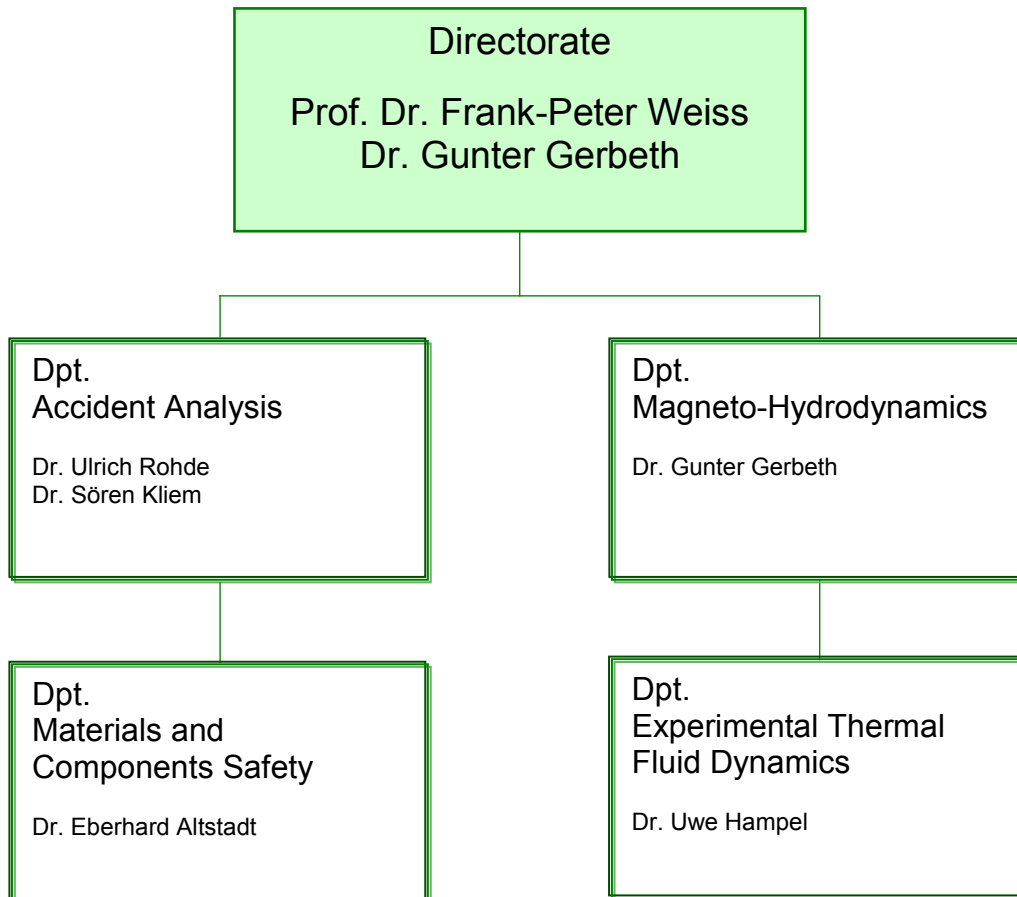 Directorate
Prof. Dr. Frank-Peter Weiss
Dr. Gunter Gerbeth
Dpt.
Accident Analysis
Dr. Ulrich Rohde
Dr. Sören Kliem
Dpt.
Magneto-Hydrodynamics
Dr. Gunter Gerbeth
Dpt.
Materials and
Components Safety
Dr. Eberhard Altstadt
Dpt.
Experimental Thermal
Fluid Dynamics
Dr. Uwe Hampel